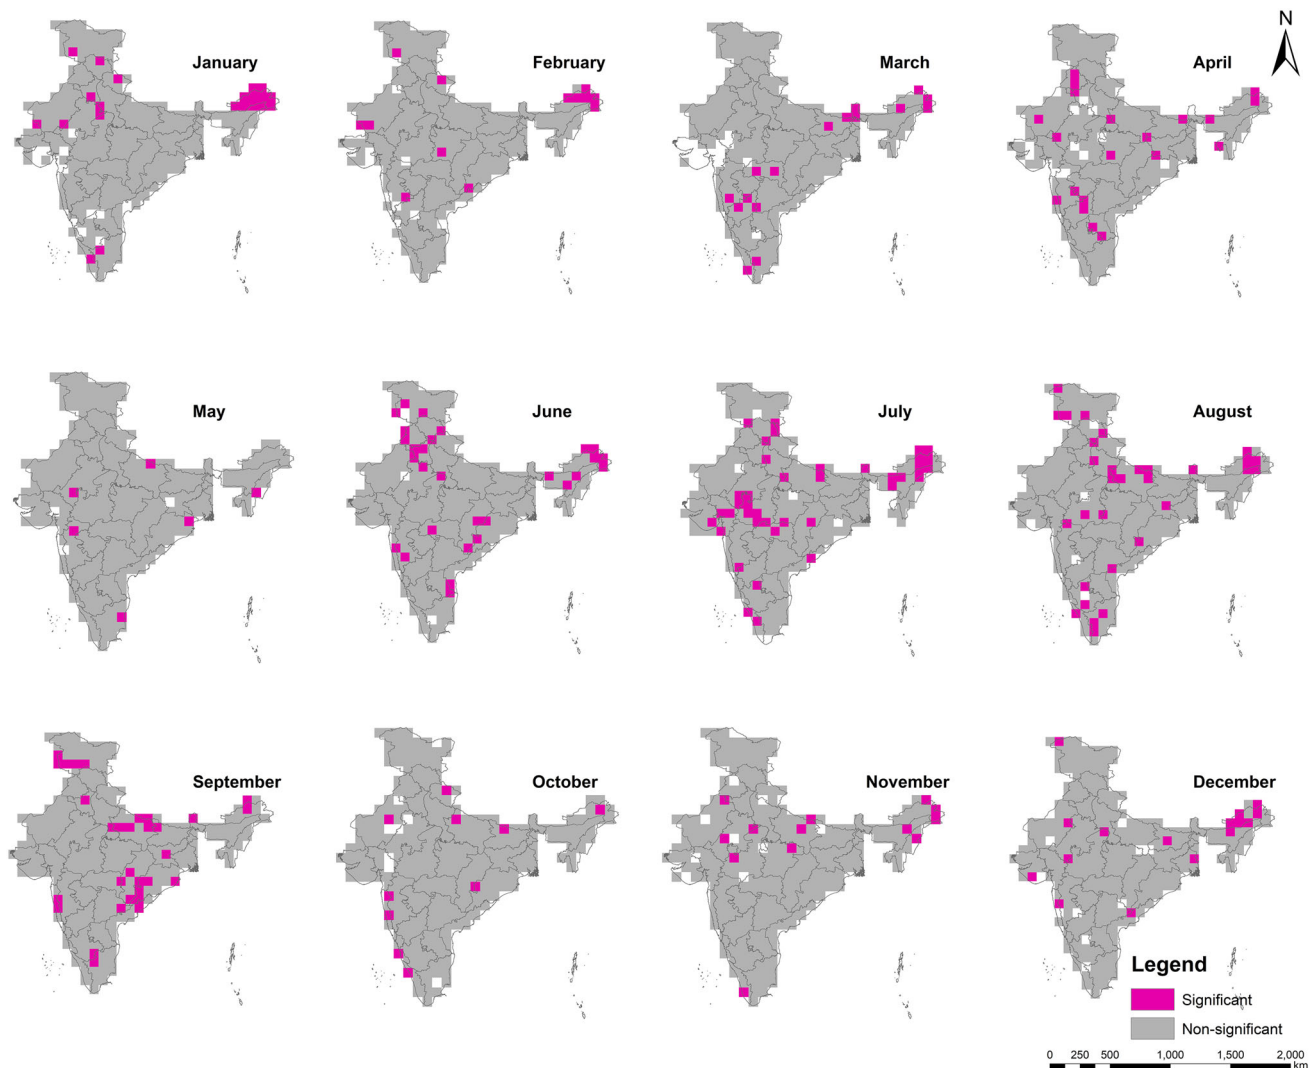 N
January
February
March
April
May
June
July
August
September
October
November
December
Legend
Significant
Non-significant
0 250 500 1,000 1,500 2,000
km